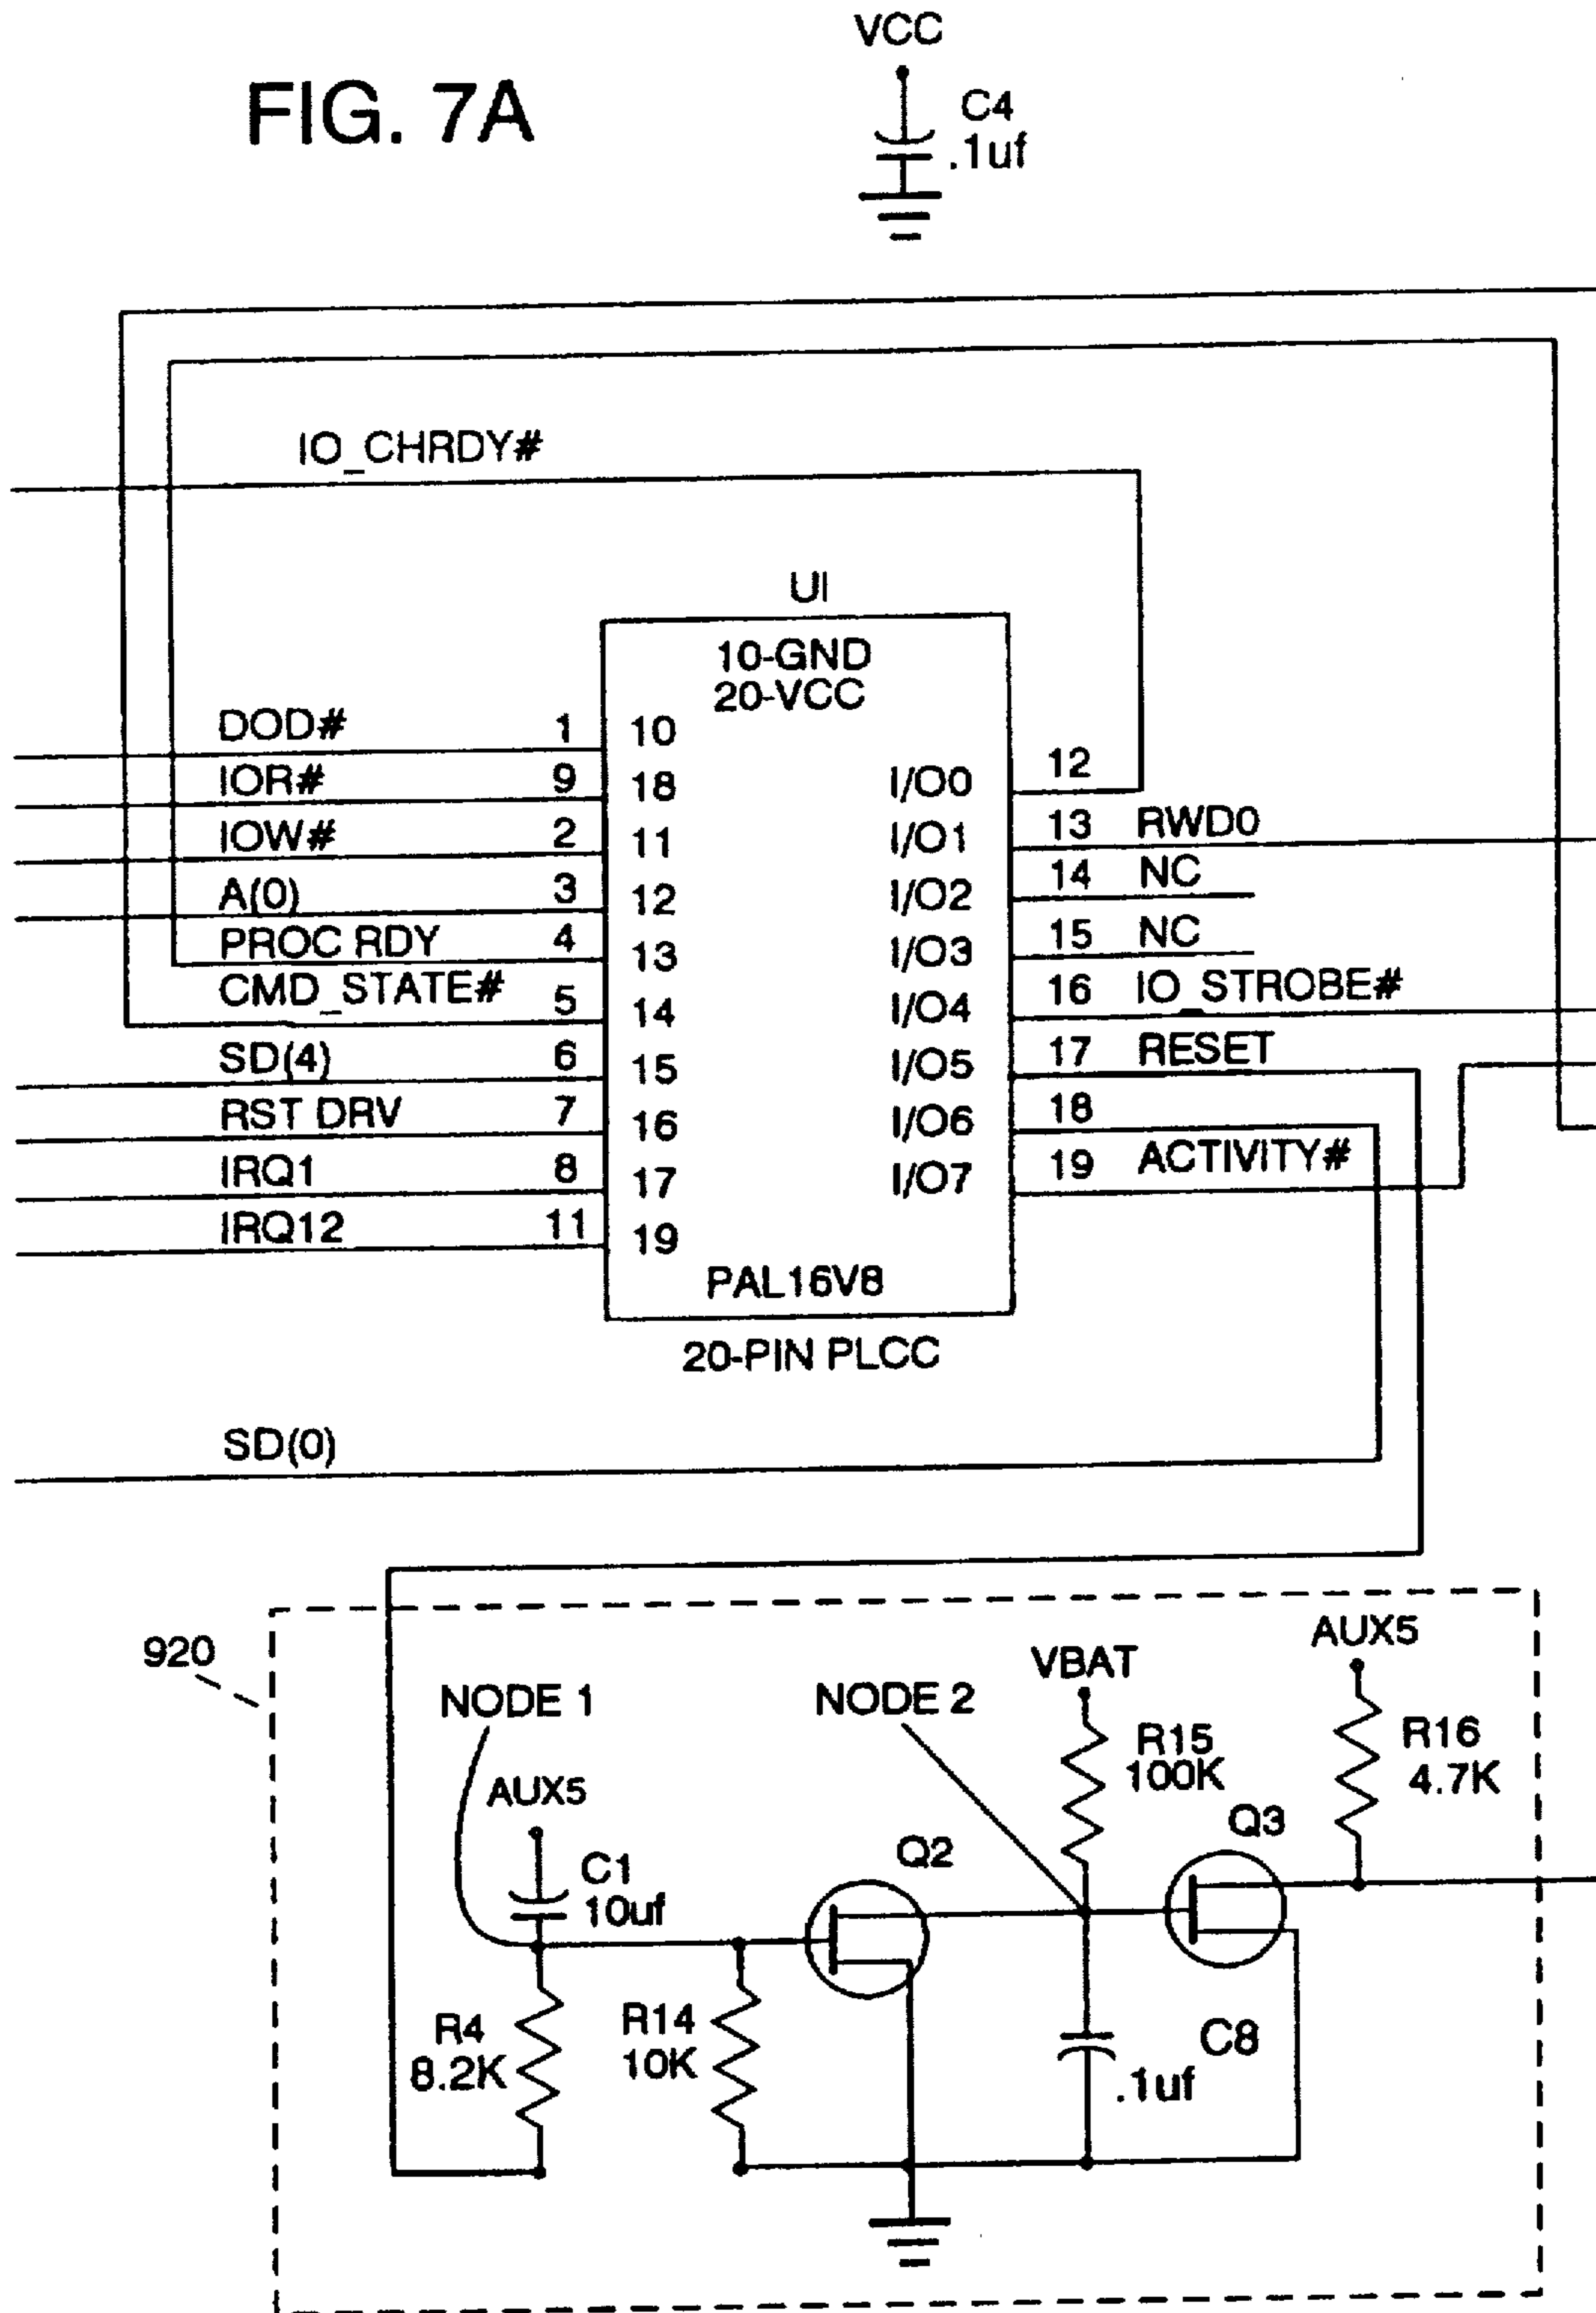 VCC
FIG. 7A
C4
.1uf
IO_CHRDY#
UI
10-GND
20-VCC
DOD# 1 10
IOR# 9 18
IOW# 2 11
A(0) 3 12
PROC RDY 4 13
CMD_STATE# 5 14
SD(4) 6 15
RST DRV 7 16
IRQ1 8 17
IRQ12 11 19
I/O0 12
I/O1 13 RWD0
I/O2 14 NC
I/O3 15 NC
I/O4 16 IO_STROBE#
I/O5 17 RESET
I/O6 18
I/O7 19 ACTIVITY#
PAL16V8
20-PIN PLCC
SD(0)
920
NODE 1
AUX5
C1
10uf
R4
8.2K
R14
10K
Q2
NODE 2
VBAT
R15
100K
C8
.1uf
Q3
AUX5
R16
4.7K